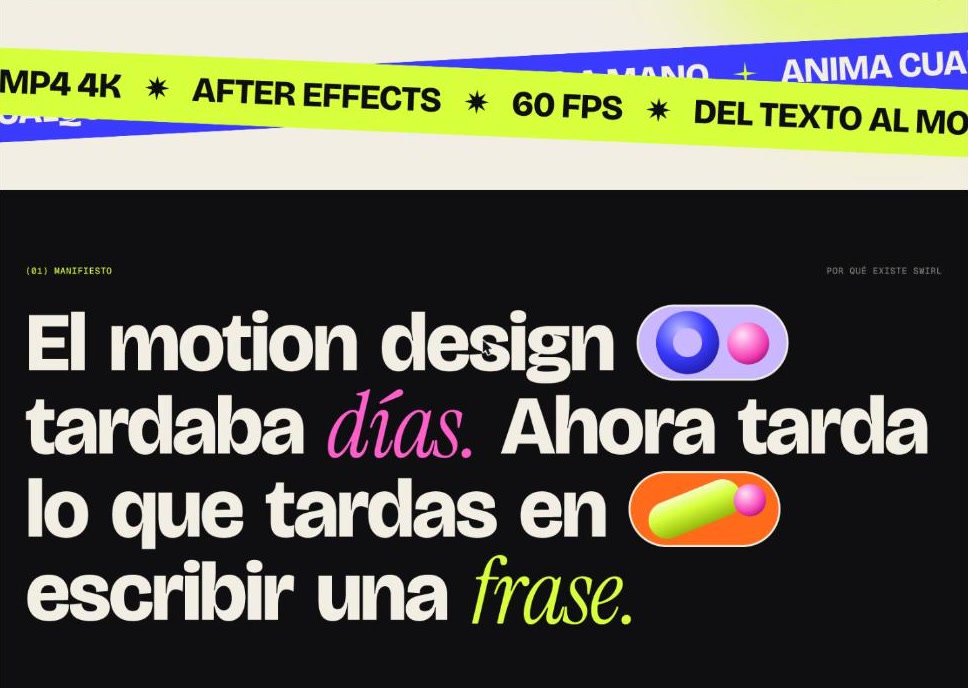 A MANO ✦ ANIMA CUA
MP4 4K ✷ AFTER EFFECTS ✷ 60 FPS ✷ DEL TEXTO AL MO
(01) MANIFIESTO
POR QUÉ EXISTE SWIRL
El motion design
tardaba días. Ahora tarda
lo que tardas en
escribir una frase.